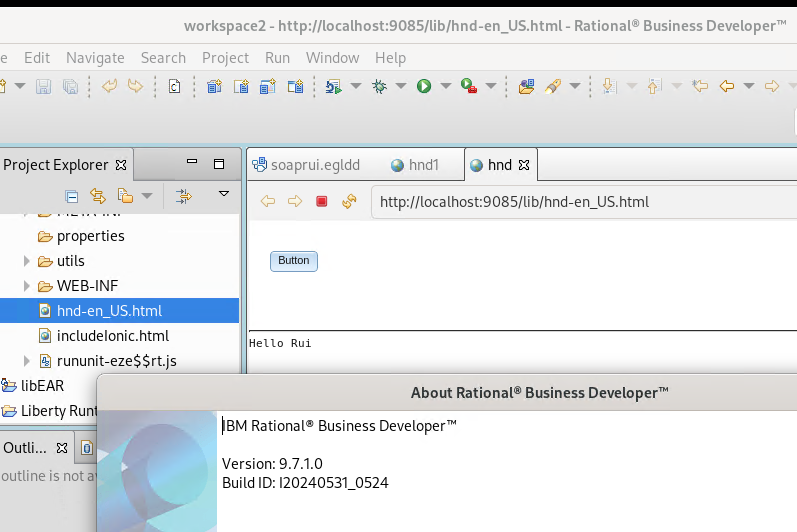 workspace2 - http://localhost:9085/lib/hnd-en_US.html - Rational® Business Developer™
e Edit Navigate Search Project Run Window Help
Project Explorer
soaprui.egldd
hnd1
hnd
http://localhost:9085/lib/hnd-en_US.html
META-INF
properties
utils
WEB-INF
hnd-en_US.html
includeIonic.html
rununit-eze$$rt.js
libEAR
Liberty Runt
Button
Hello Rui
Outli...
outline is not av
About Rational® Business Developer™
IBM Rational® Business Developer™
Version: 9.7.1.0
Build ID: I20240531_0524